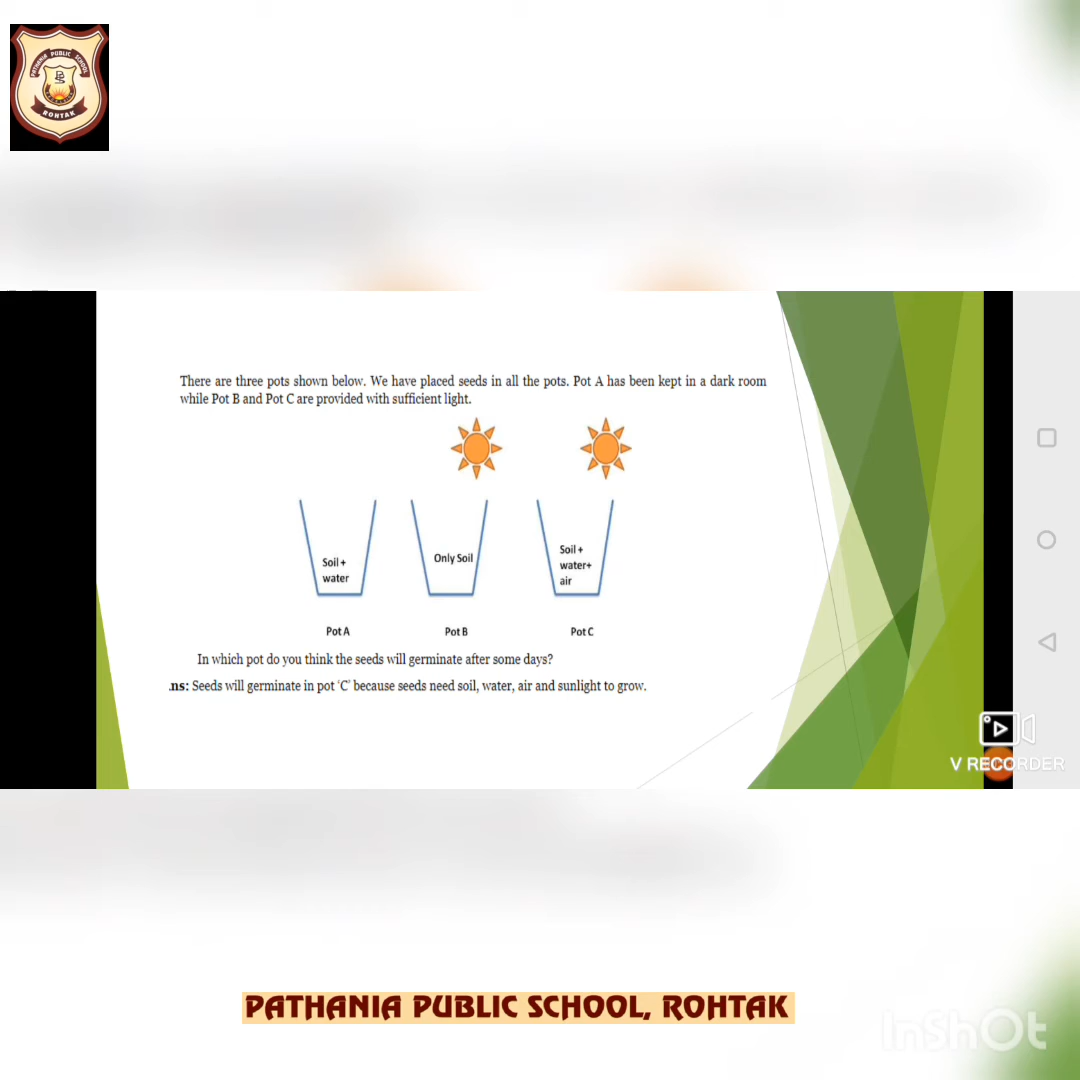 PATHANIA PUBLIC SCHOOL
ROHTAK
There are three pots shown below. We have placed seeds in all the pots. Pot A has been kept in a dark room
while Pot B and Pot C are provided with sufficient light.
Soil +
water
Only Soil
Soil +
water+
air
Pot A
Pot B
Pot C
In which pot do you think the seeds will germinate after some days?
ns: Seeds will germinate in pot ‘C’ because seeds need soil, water, air and sunlight to grow.
V RECORDER
PATHANIA PUBLIC SCHOOL, ROHTAK
InShOt